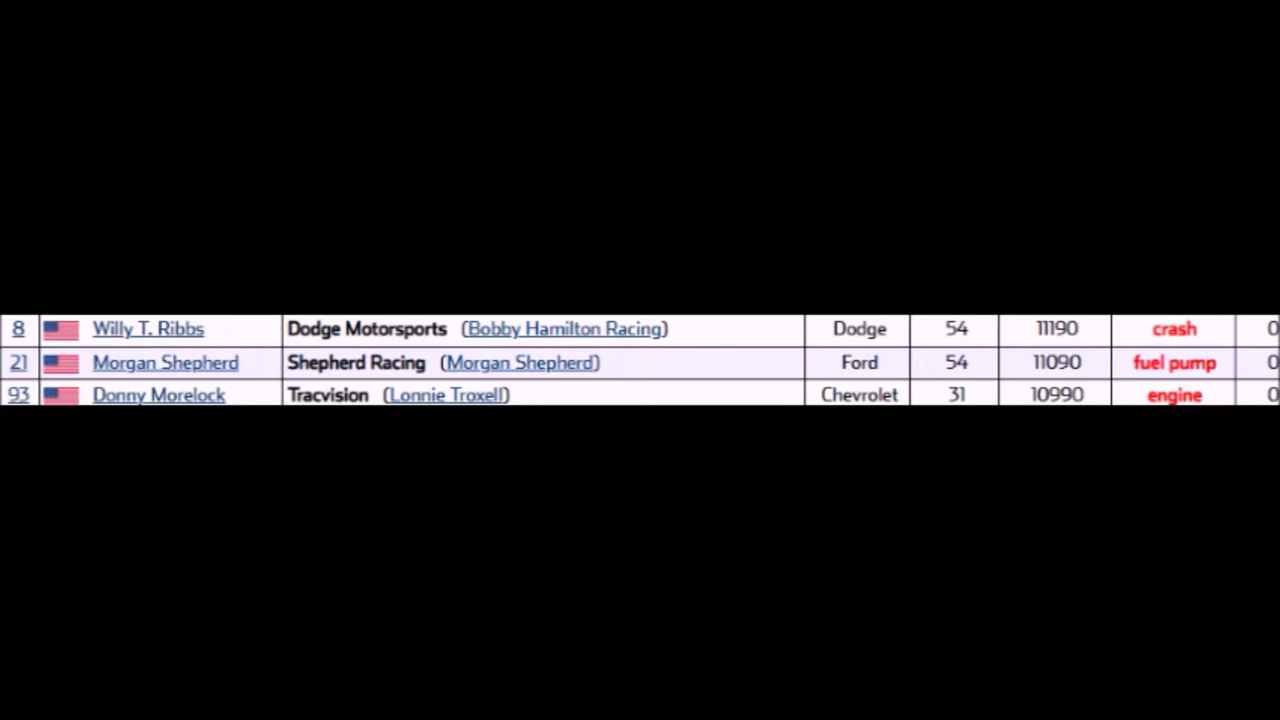 8 Willy T. Ribbs Dodge Motorsports (Bobby Hamilton Racing) Dodge 54 11190 crash 0
21 Morgan Shepherd Shepherd Racing (Morgan Shepherd) Ford 54 11090 fuel pump 0
93 Donny Morelock Tracvision (Lonnie Troxell) Chevrolet 31 10990 engine 0